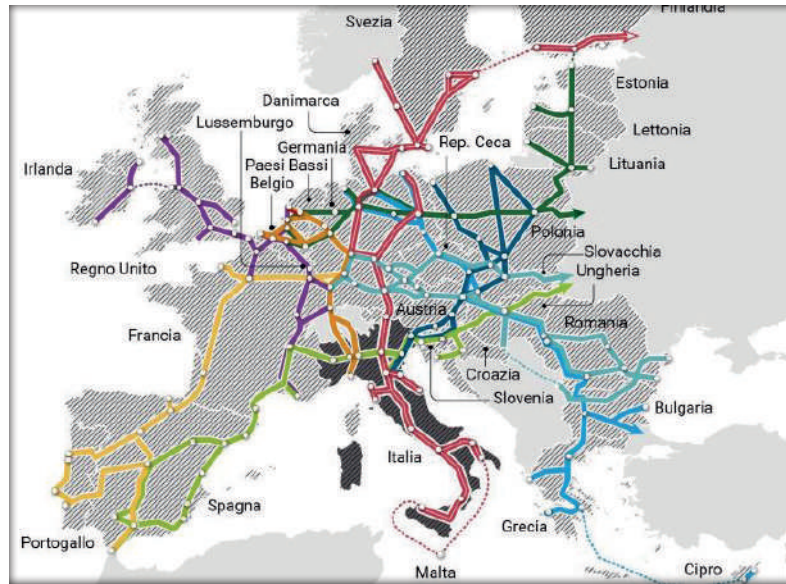 Finlandia
Svezia
Estonia
Danimarca
Lettonia
Lussemburgo
Rep. Ceca
Germania
Lituania
Irlanda
Paesi Bassi
Belgio
Polonia
Slovacchia
Regno Unito
Ungheria
Austria
Francia
Romania
Croazia
Slovenia
Bulgaria
Italia
Spagna
Grecia
Portogallo
Malta
Cipro